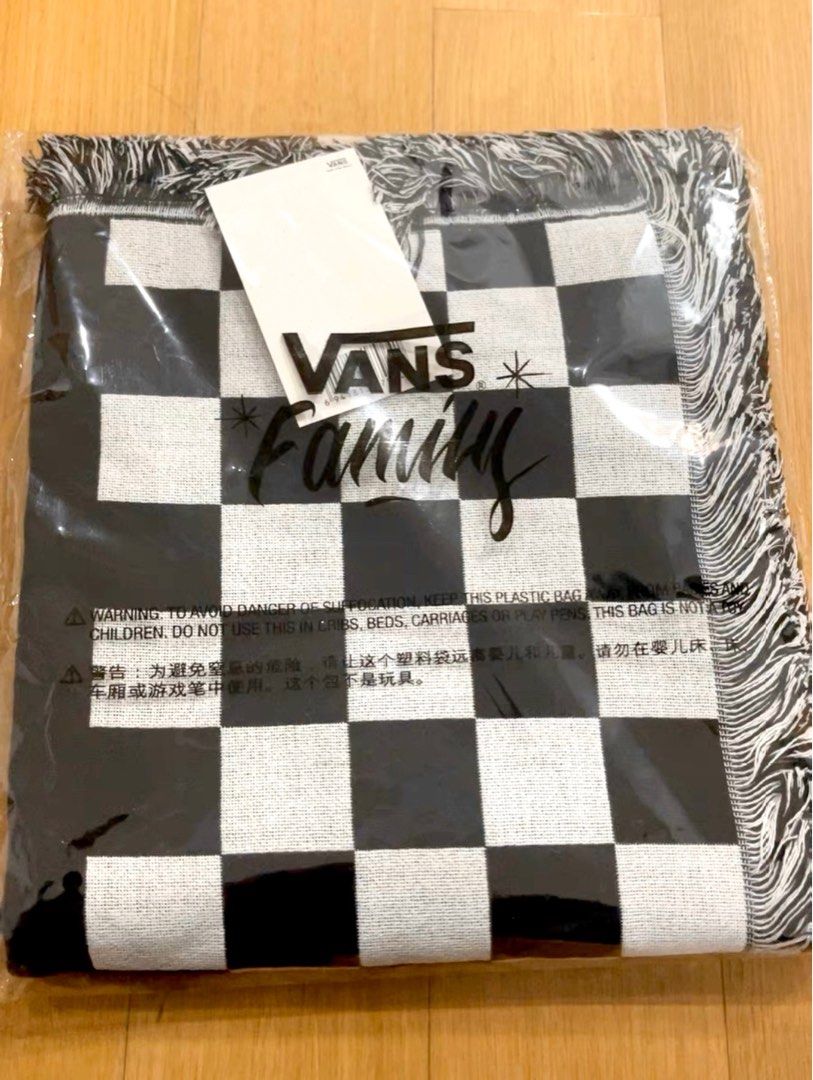 VANS
VANS®
Family
WARNING: TO AVOID DANGER OF SUFFOCATION, KEEP THIS PLASTIC BAG AWAY FROM BABIES AND
CHILDREN. DO NOT USE THIS IN CRIBS, BEDS, CARRIAGES OR PLAY PENS. THIS BAG IS NOT A TOY.
警告：为避免窒息的危险，请让这个塑料袋远离婴儿和儿童。请勿在婴儿床、床、
车厢或游戏笔中使用。这个包不是玩具。